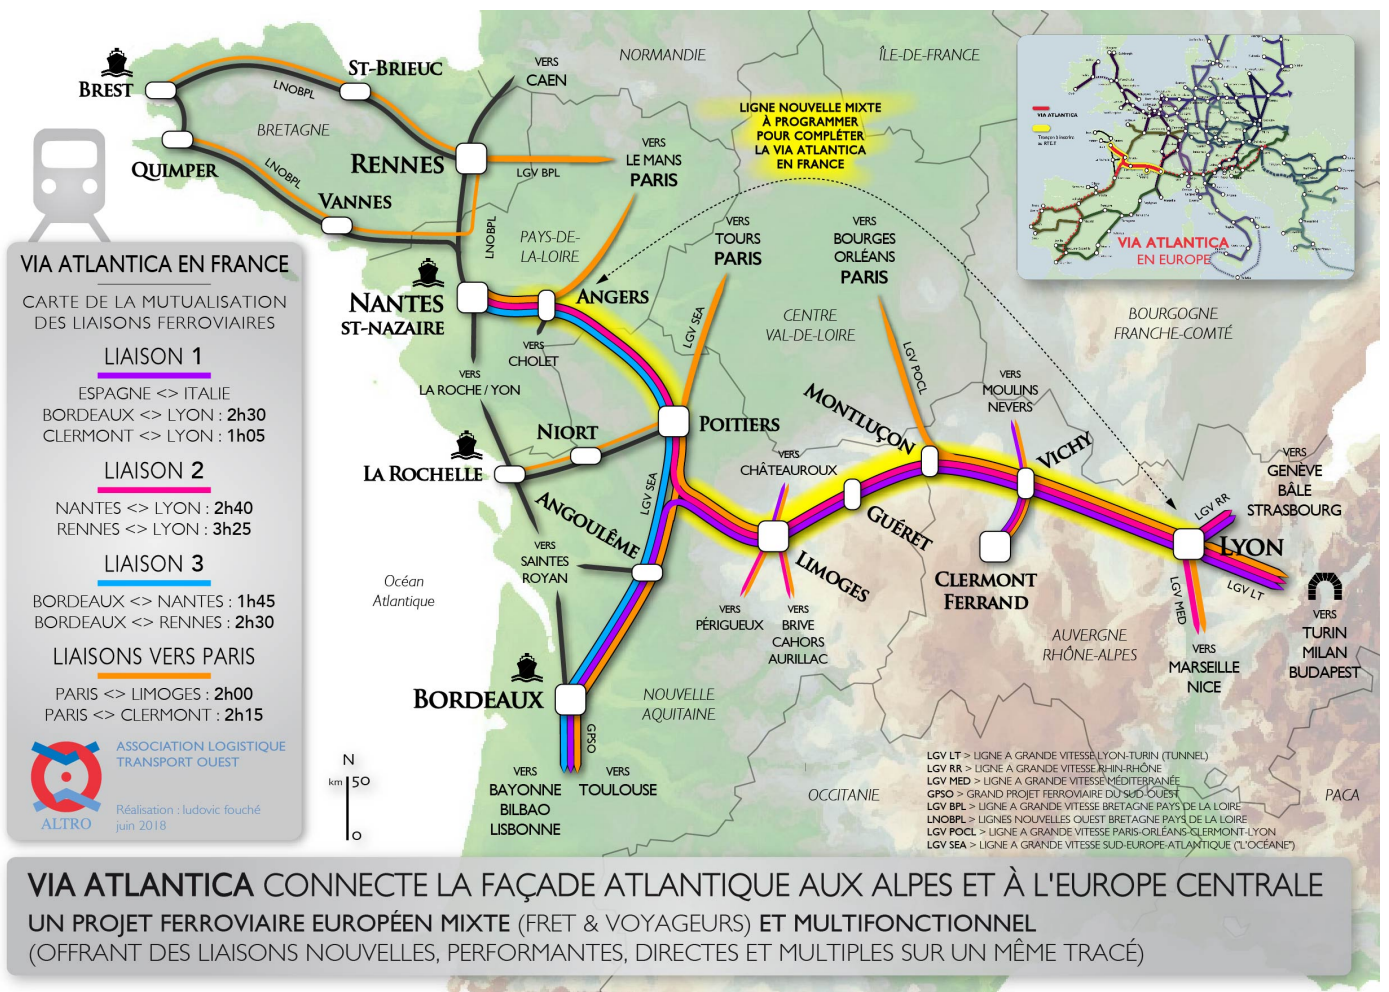 BREST
ST-BRIEUC
LNOBPL
BRETAGNE
QUIMPER
LNOBPL
VANNES
RENNES
VERS
CAEN
NORMANDIE
ÎLE-DE-FRANCE
LGV BPL
VERS
LE MANS
PARIS
LNOBPL
PAYS-DE-
LA-LOIRE
LIGNE NOUVELLE MIXTE
À PROGRAMMER
POUR COMPLÉTER
LA VIA ATLANTICA
EN FRANCE
VIA ATLANTICA
VIA ATLANTICA
EN EUROPE
VERS
TOURS
PARIS
VERS
BOURGES
ORLÉANS
PARIS
NANTES
ST-NAZAIRE
ANGERS
VERS
CHOLET
VERS
LA ROCHE / YON
LGV SEA
CENTRE
VAL-DE-LOIRE
LGV POCL
BOURGOGNE
FRANCHE-COMTÉ
VIA ATLANTICA EN FRANCE
CARTE DE LA MUTUALISATION
DES LIAISONS FERROVIAIRES
LIAISON 1
ESPAGNE <> ITALIE
BORDEAUX <> LYON : 2h30
CLERMONT <> LYON : 1h05
LIAISON 2
NANTES <> LYON : 2h40
RENNES <> LYON : 3h25
LIAISON 3
BORDEAUX <> NANTES : 1h45
BORDEAUX <> RENNES : 2h30
LIAISONS VERS PARIS
PARIS <> LIMOGES : 2h00
PARIS <> CLERMONT : 2h15
ASSOCIATION LOGISTIQUE
TRANSPORT OUEST
ALTRO
Réalisation : ludovic fouché
juin 2018
POITIERS
NIORT
LA ROCHELLE
ANGOULÊME
LGV SEA
VERS
SAINTES
ROYAN
VERS
CHÂTEAUROUX
MONTLUÇON
VERS
MOULINS
NEVERS
VICHY
GUÉRET
LIMOGES
CLERMONT
FERRAND
VERS
PÉRIGUEUX
VERS
BRIVE
CAHORS
AURILLAC
VERS
GENÈVE
BÂLE
STRASBOURG
LGV RR
LYON
LGV LT
LGV MED
VERS
MARSEILLE
NICE
VERS
TURIN
MILAN
BUDAPEST
AUVERGNE
RHÔNE-ALPES
Océan
Atlantique
BORDEAUX
NOUVELLE
AQUITAINE
GPSO
VERS
BAYONNE
BILBAO
LISBONNE
VERS
TOULOUSE
N
km
50
0
OCCITANIE
PACA
LGV LT > LIGNE A GRANDE VITESSE LYON-TURIN (TUNNEL)
LGV RR > LIGNE A GRANDE VITESSE RHIN-RHÔNE
LGV MED > LIGNE A GRANDE VITESSE MÉDITERRANÉE
GPSO > GRAND PROJET FERROVIAIRE DU SUD-OUEST
LGV BPL > LIGNE A GRANDE VITESSE BRETAGNE PAYS DE LA LOIRE
LNOBPL > LIGNES NOUVELLES OUEST BRETAGNE PAYS DE LA LOIRE
LGV POCL > LIGNE A GRANDE VITESSE PARIS-ORLÉANS-CLERMONT-LYON
LGV SEA > LIGNE A GRANDE VITESSE SUD-EUROPE-ATLANTIQUE ("L'OCÉANE")
VIA ATLANTICA CONNECTE LA FAÇADE ATLANTIQUE AUX ALPES ET À L'EUROPE CENTRALE
UN PROJET FERROVIAIRE EUROPÉEN MIXTE (FRET & VOYAGEURS) ET MULTIFONCTIONNEL
(OFFRANT DES LIAISONS NOUVELLES, PERFORMANTES, DIRECTES ET MULTIPLES SUR UN MÊME TRACÉ)